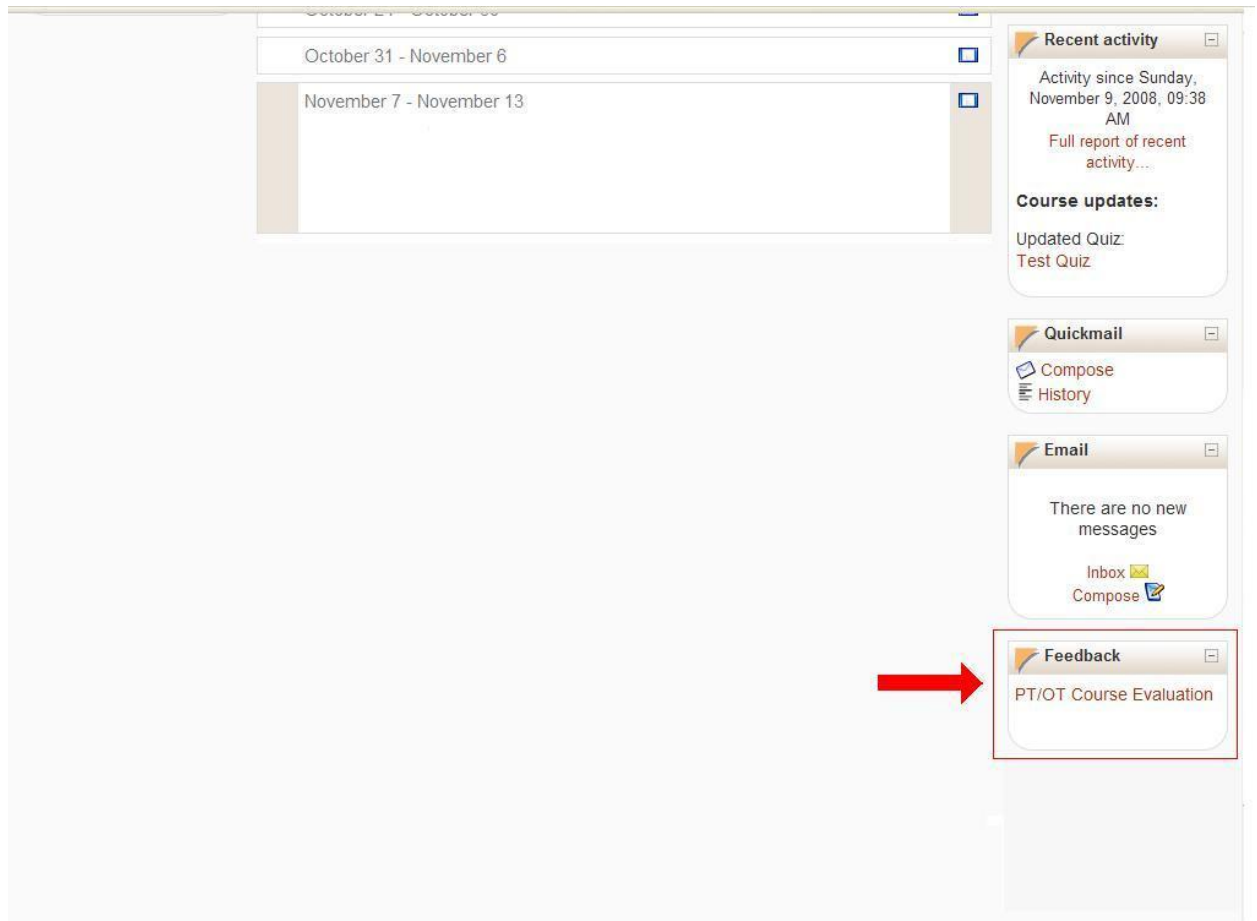 October 31 - November 6
November 7 - November 13
Recent activity
Activity since Sunday,
November 9, 2008, 09:38
AM
Full report of recent
activity...
Course updates:
Updated Quiz:
Test Quiz
Quickmail
Compose
History
Email
There are no new
messages
Inbox
Compose
Feedback
PT/OT Course Evaluation